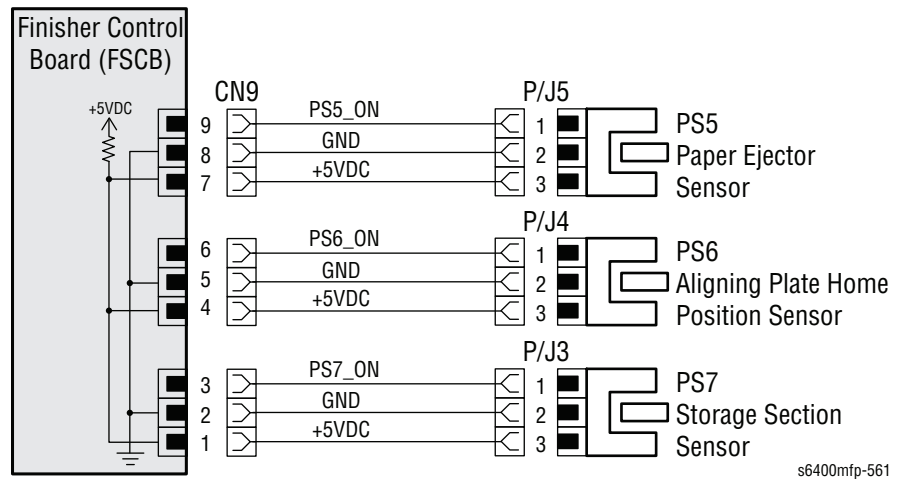 Finisher Control
Board (FSCB)
+5VDC
CN9
P/J5
9 PS5_ON 1
8 GND 2
7 +5VDC 3
PS5
Paper Ejector
Sensor
P/J4
6 PS6_ON 1
5 GND 2
4 +5VDC 3
PS6
Aligning Plate Home
Position Sensor
P/J3
3 PS7_ON 1
2 GND 2
1 +5VDC 3
PS7
Storage Section
Sensor
s6400mfp-561